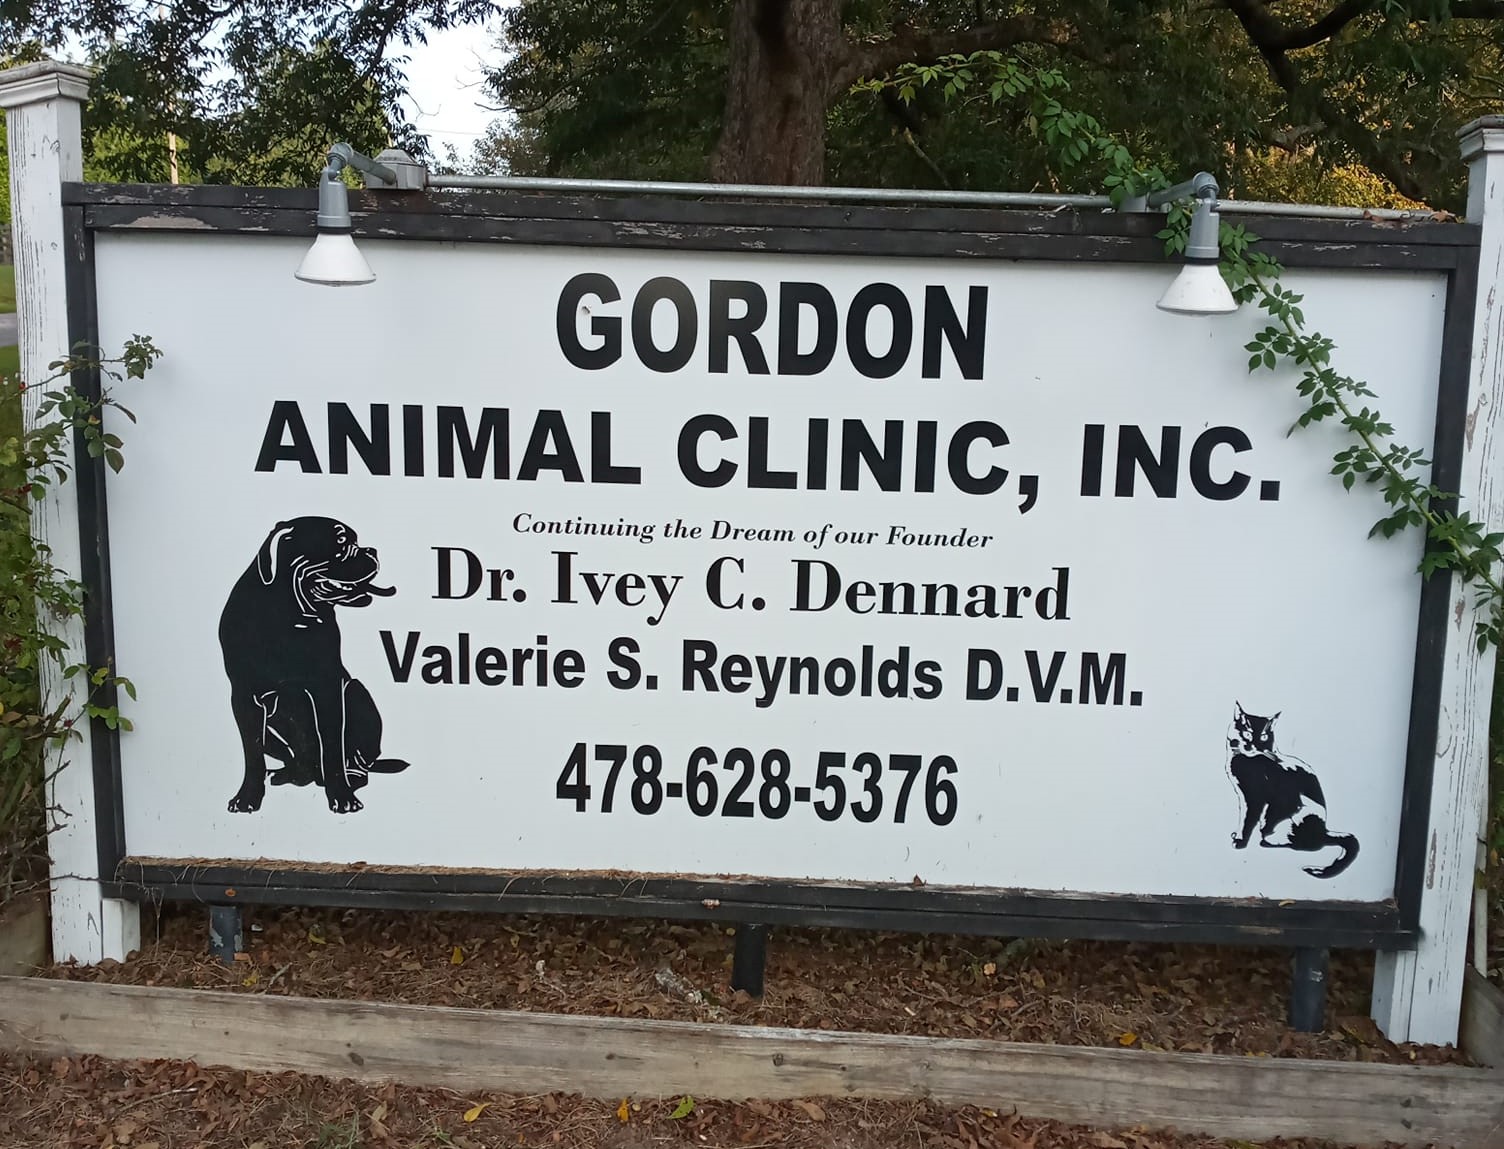 GORDON
ANIMAL CLINIC, INC.
Continuing the Dream of our Founder
Dr. Ivey C. Dennard
Valerie S. Reynolds D.V.M.
478-628-5376